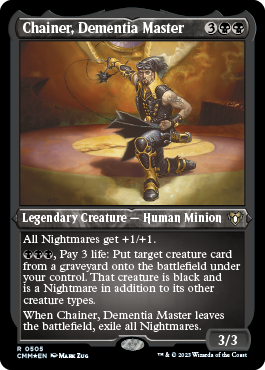 Chainer, Dementia Master 3
Legendary Creature — Human Minion
All Nightmares get +1/+1.
, Pay 3 life: Put target creature card
from a graveyard onto the battlefield under
your control. That creature is black and
is a Nightmare in addition to its other
creature types.
When Chainer, Dementia Master leaves
the battlefield, exile all Nightmares.
3/3
R 0505
CMM★EN Mark Zug
™ & © 2023 Wizards of the Coast